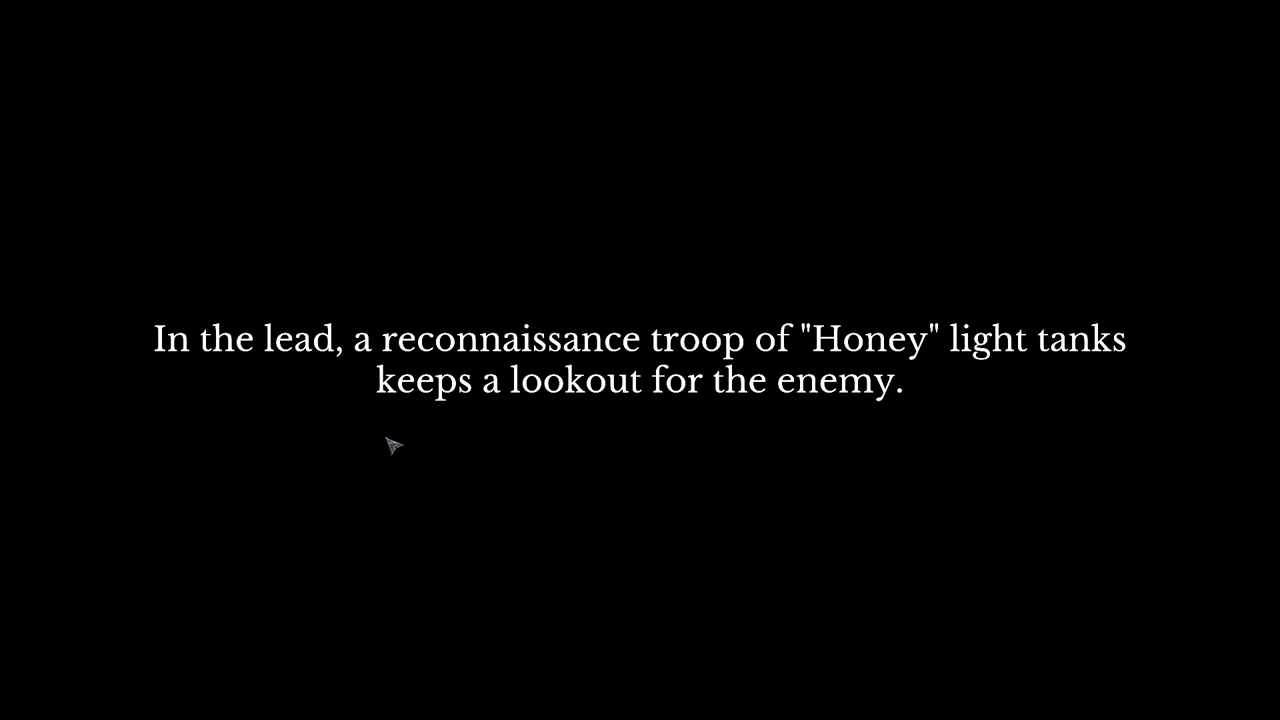 In the lead, a reconnaissance troop of "Honey" light tanks
keeps a lookout for the enemy.